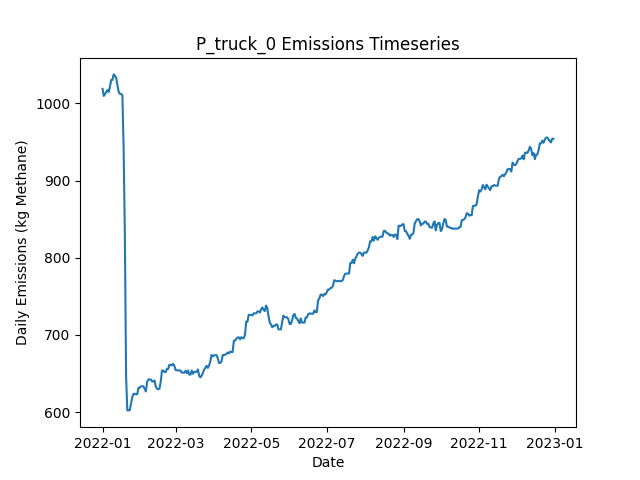 P_truck_0 Emissions Timeseries
Daily Emissions (kg Methane)
1000
900
800
700
600
2022-01 2022-03 2022-05 2022-07 2022-09 2022-11 2023-01
Date